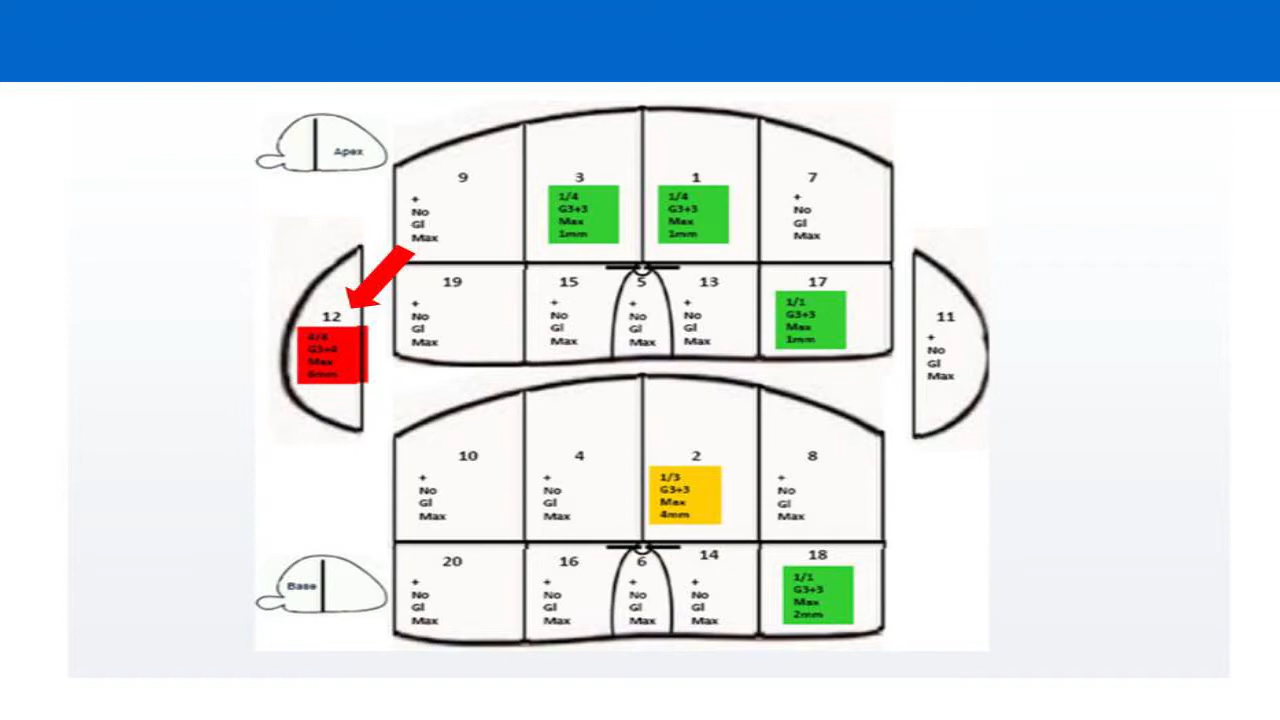 Apex
9
+
No
Gl
Max
3
1/4
G3+3
Max
1mm
1
1/4
G3+3
Max
1mm
7
+
No
Gl
Max
12
G3+4
Max
6mm
19
+
No
Gl
Max
15
+
No
Gl
Max
5
+
No
Gl
Max
13
+
No
Gl
Max
17
1/1
G3+3
Max
1mm
11
+
No
Gl
Max
10
+
No
Gl
Max
4
+
No
Gl
Max
2
1/3
G3+3
Max
4mm
8
+
No
Gl
Max
Base
20
+
No
Gl
Max
16
+
No
Gl
Max
6
+
No
Gl
Max
14
+
No
Gl
Max
18
1/1
G3+3
Max
2mm